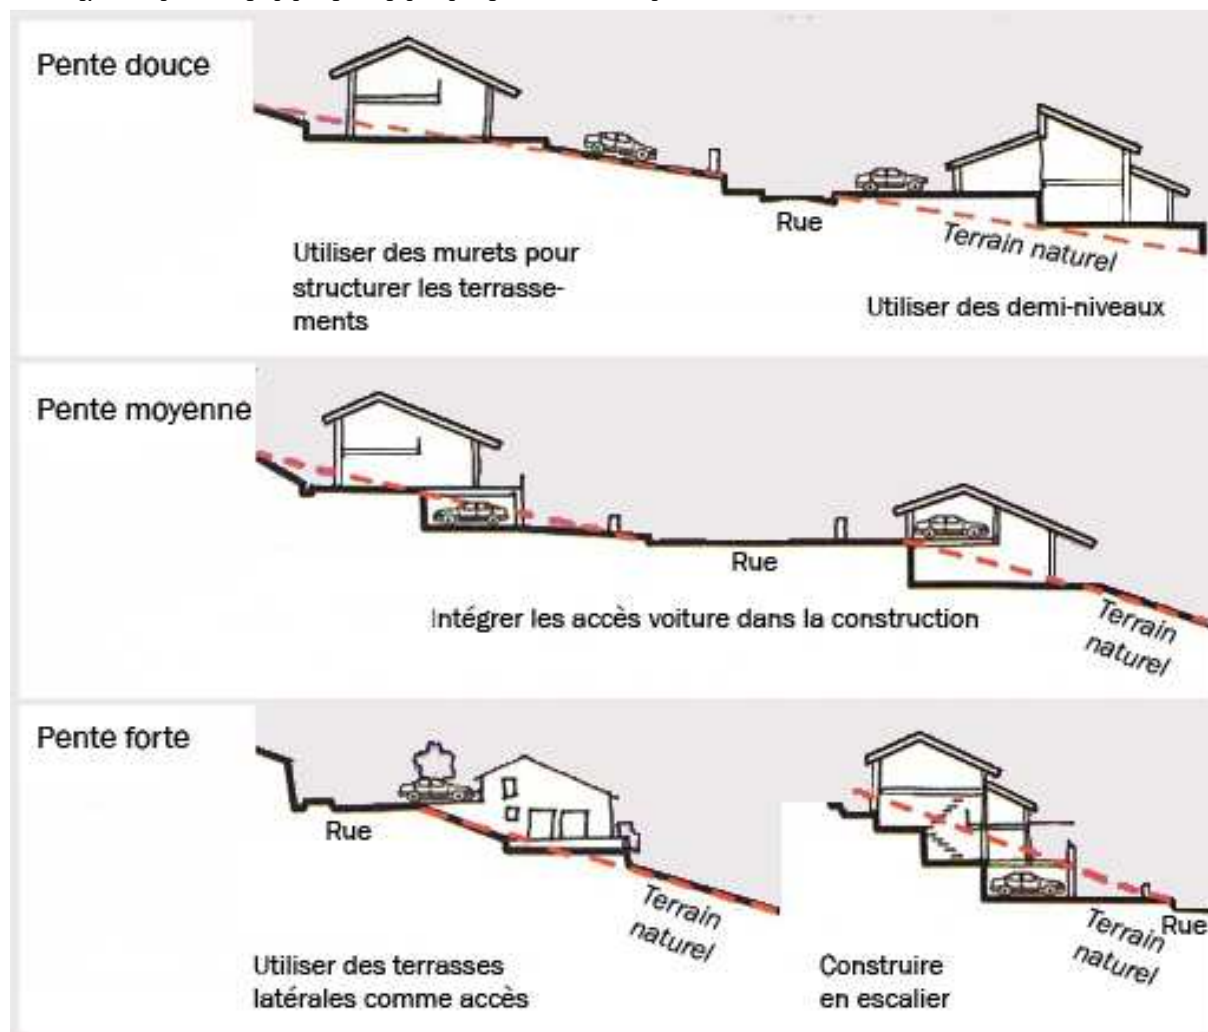 Pente douce
Rue
Terrain naturel
Utiliser des murets pour
structurer les terrasse-
ments
Utiliser des demi-niveaux
Pente moyenne
Rue
Intégrer les accès voiture dans la construction
Terrain
naturel
Pente forte
Rue
Terrain
naturel
Utiliser des terrasses
latérales comme accès
Rue
Terrain
naturel
Construire
en escalier